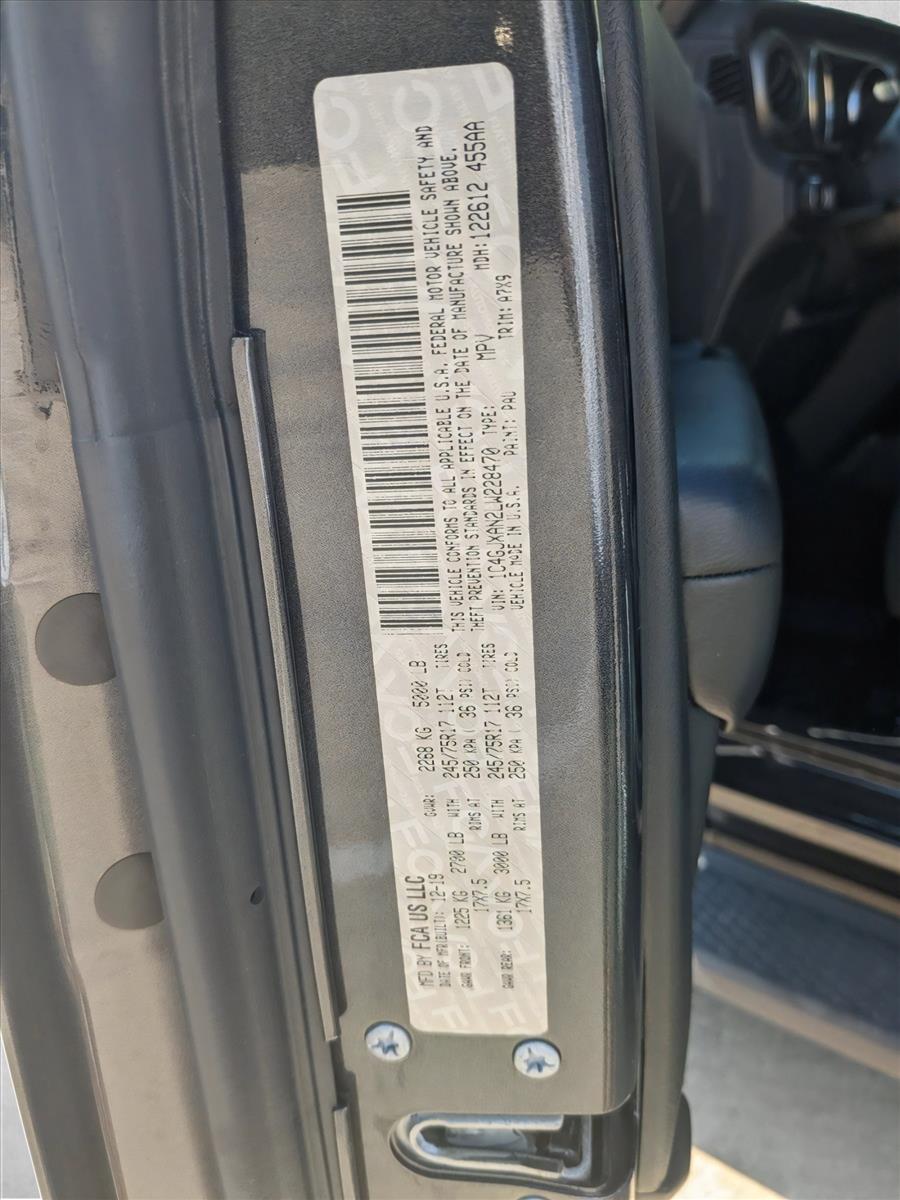 MFD BY FCA US LLC
DATE OF MFR(BUILT): 12-19 GVWR: 2268 KG 5000 LB
GAWR FRONT: 1225 KG 2700 LB WITH 245/75R17 112T TIRES
17X7.5 RIMS AT 250 KPA ( 36 PSI) COLD
GAWR REAR: 1361 KG 3000 LB WITH 245/75R17 112T TIRES
17X7.5 RIMS AT 250 KPA ( 36 PSI) COLD
THIS VEHICLE CONFORMS TO ALL APPLICABLE U.S.A. FEDERAL MOTOR VEHICLE SAFETY AND
THEFT PREVENTION STANDARDS IN EFFECT ON THE DATE OF MANUFACTURE SHOWN ABOVE.
VIN: 1C4GJXAN2LW228470 TYPE: MPV MDH: 122612 455AA
VEHICLE MADE IN U.S.A. PAINT: PAU TRIM: A7X9